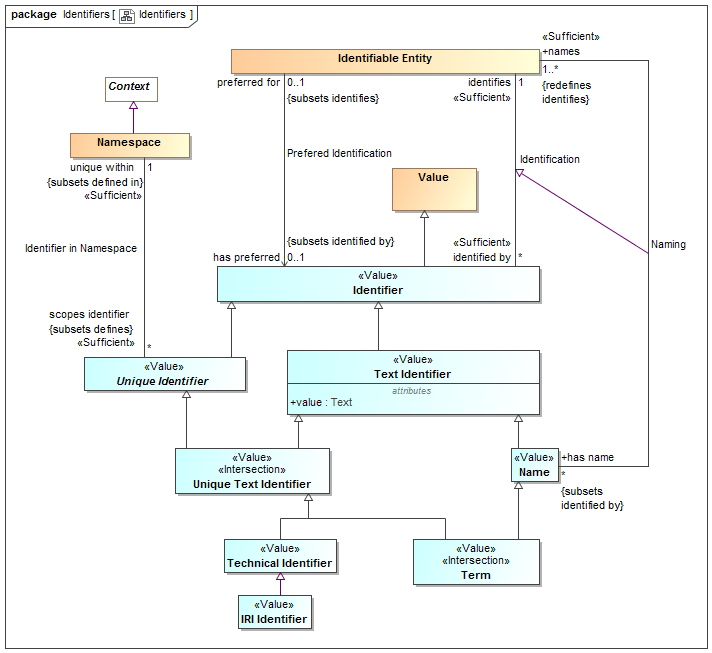 package Identifiers [ Identifiers ]
«Sufficient»
+names
1..*
{redefines
identifies}
Identifiable Entity
preferred for 0..1
{subsets identifies}
identifies 1
«Sufficient»
Context
Namespace
unique within 1
{subsets defined in}
«Sufficient»
Prefered Identification
Identification
Value
Identifier in Namespace
Naming
{subsets identified by}
has preferred 0..1
«Sufficient»
identified by *
«Value»
Identifier
scopes identifier
{subsets defines}
«Sufficient»
*
«Value»
Unique Identifier
«Value»
Text Identifier
attributes
+value : Text
«Value»
«Intersection»
Unique Text Identifier
«Value»
Name
+has name
*
{subsets
identified by}
«Value»
Technical Identifier
«Value»
«Intersection»
Term
«Value»
IRI Identifier